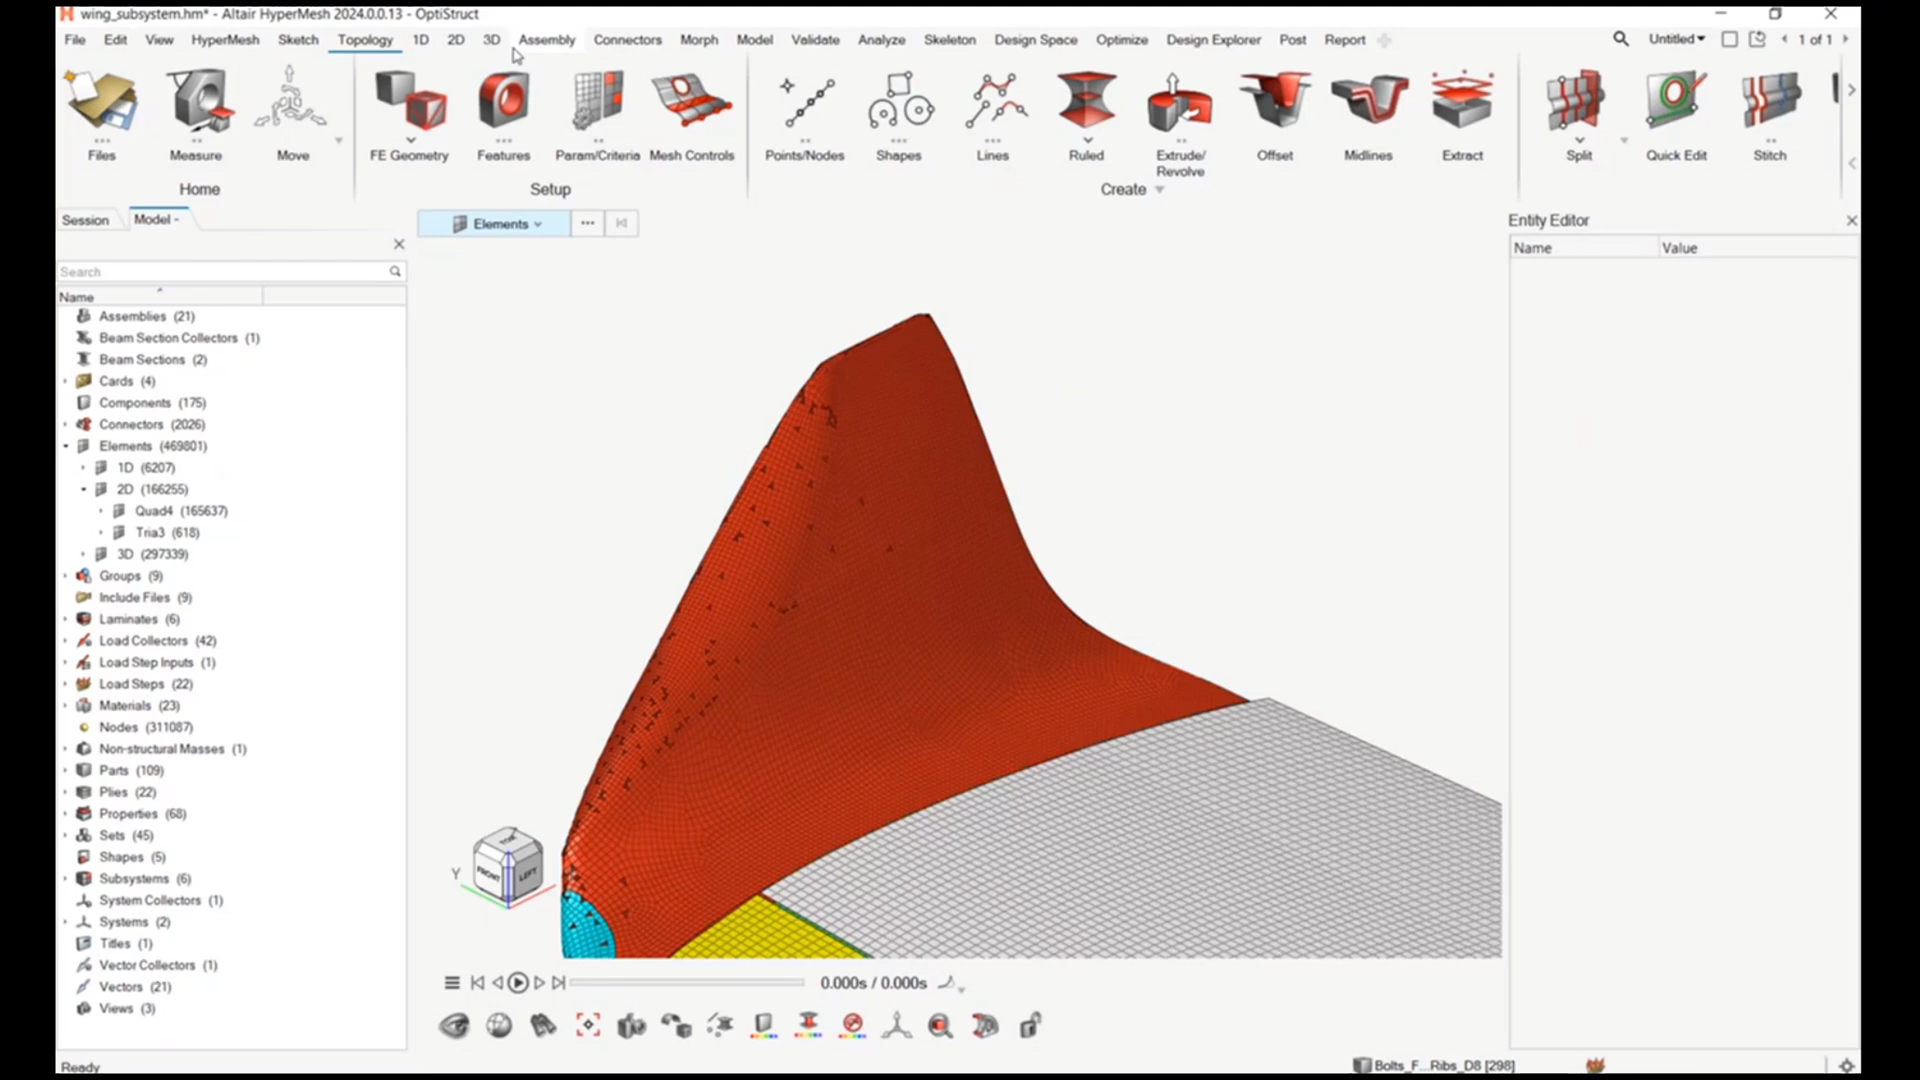 wing_subsystem.hm* - Altair HyperMesh 2024.0.0.13 - OptiStruct
File Edit View HyperMesh Sketch Topology 1D 2D 3D Assembly Connectors Morph Model Validate Analyze Skeleton Design Space Optimize Design Explorer Post Report Untitled 1 of 1
Files Measure Move FE Geometry Features Param/Criteria Mesh Controls Points/Nodes Shapes Lines Ruled Extrude/ Offset Midlines Extract Split Quick Edit Stitch
Revolve
Home Setup Create
Session Model
Elements
Entity Editor
Search
Name Value
Name
Assemblies (21)
Beam Section Collectors (1)
Beam Sections (2)
Cards (4)
Components (175)
Connectors (2026)
Elements (469801)
1D (6207)
2D (166255)
Quad4 (165637)
Tria3 (618)
3D (297339)
Groups (9)
Include Files (9)
Laminates (6)
Load Collectors (42)
Load Step Inputs (1)
Load Steps (22)
Materials (23)
Nodes (311087)
Non-structural Masses (1)
Parts (109)
Plies (22)
Properties (68)
Sets (45)
Shapes (5)
Subsystems (6)
System Collectors (1)
Systems (2)
Titles (1)
Vector Collectors (1)
Vectors (21)
Views (3)
TOP
FRONT LEFT
Y
0.000s / 0.000s
Ready
Bolts_F...Ribs_D8 [298]